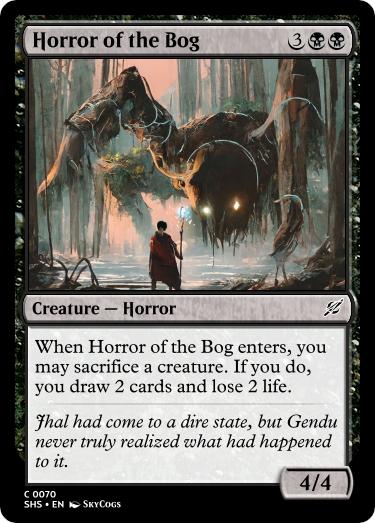 Horror of the Bog 3
Creature — Horror
When Horror of the Bog enters, you
may sacrifice a creature. If you do,
you draw 2 cards and lose 2 life.
Jhal had come to a dire state, but Gendu
never truly realized what had happened
to it.
4/4
C 0070
SHS • EN SkyCogs